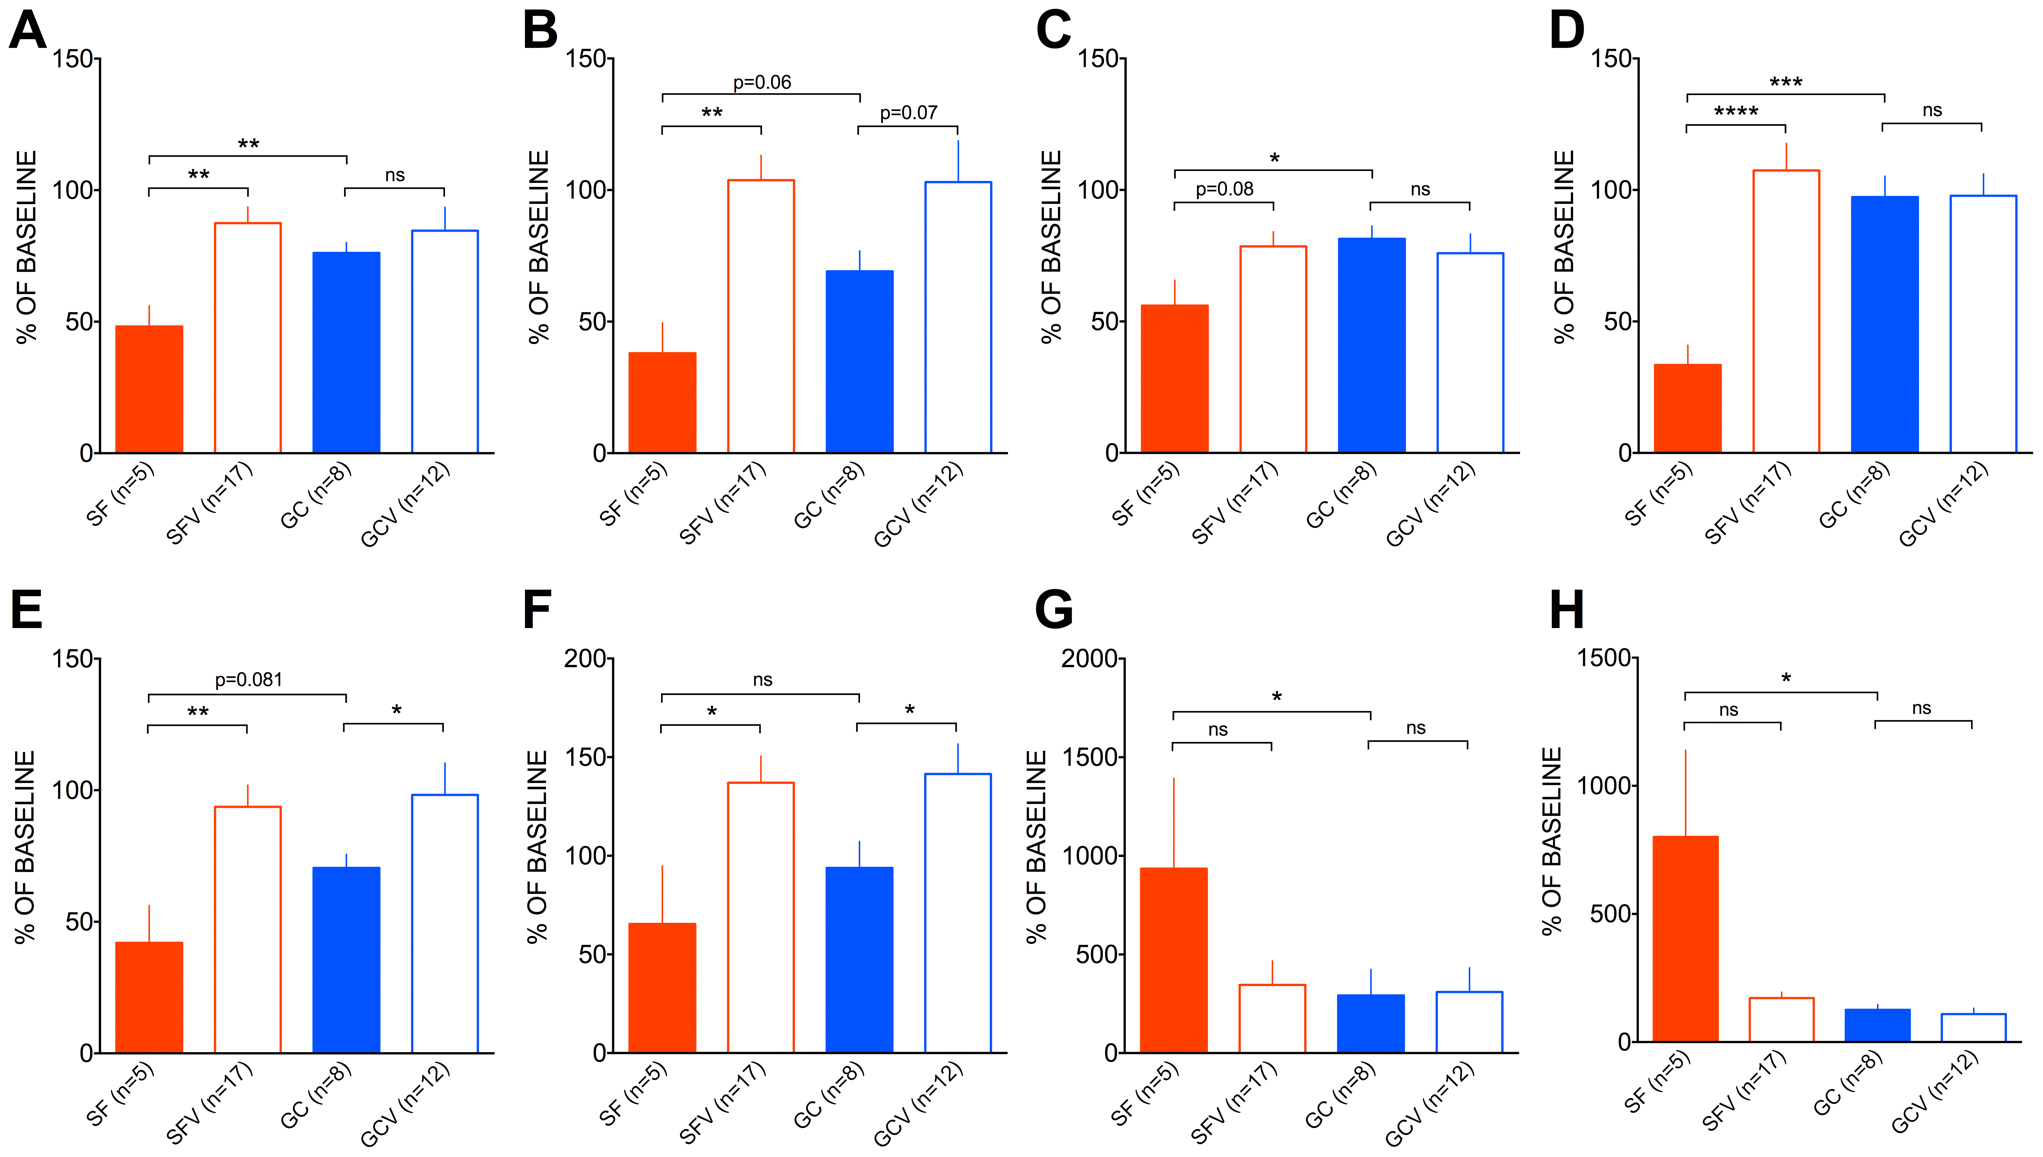 A
150
100
50
0
% OF BASELINE
**
**
ns
SF (n=5)
SFV (n=17)
GC (n=8)
GCV (n=12)
B
150
100
50
0
% OF BASELINE
p=0.06
**
p=0.07
SF (n=5)
SFV (n=17)
GC (n=8)
GCV (n=12)
C
150
100
50
0
% OF BASELINE
*
p=0.08
ns
SF (n=5)
SFV (n=17)
GC (n=8)
GCV (n=12)
D
150
100
50
0
% OF BASELINE
***
****
ns
SF (n=5)
SFV (n=17)
GC (n=8)
GCV (n=12)
E
150
100
50
0
% OF BASELINE
p=0.081
**
*
SF (n=5)
SFV (n=17)
GC (n=8)
GCV (n=12)
F
200
150
100
50
0
% OF BASELINE
ns
*
*
SF (n=5)
SFV (n=17)
GC (n=8)
GCV (n=12)
G
2000
1500
1000
500
0
% OF BASELINE
*
ns
ns
SF (n=5)
SFV (n=17)
GC (n=8)
GCV (n=12)
H
1500
1000
500
0
% OF BASELINE
*
ns
ns
SF (n=5)
SFV (n=17)
GC (n=8)
GCV (n=12)